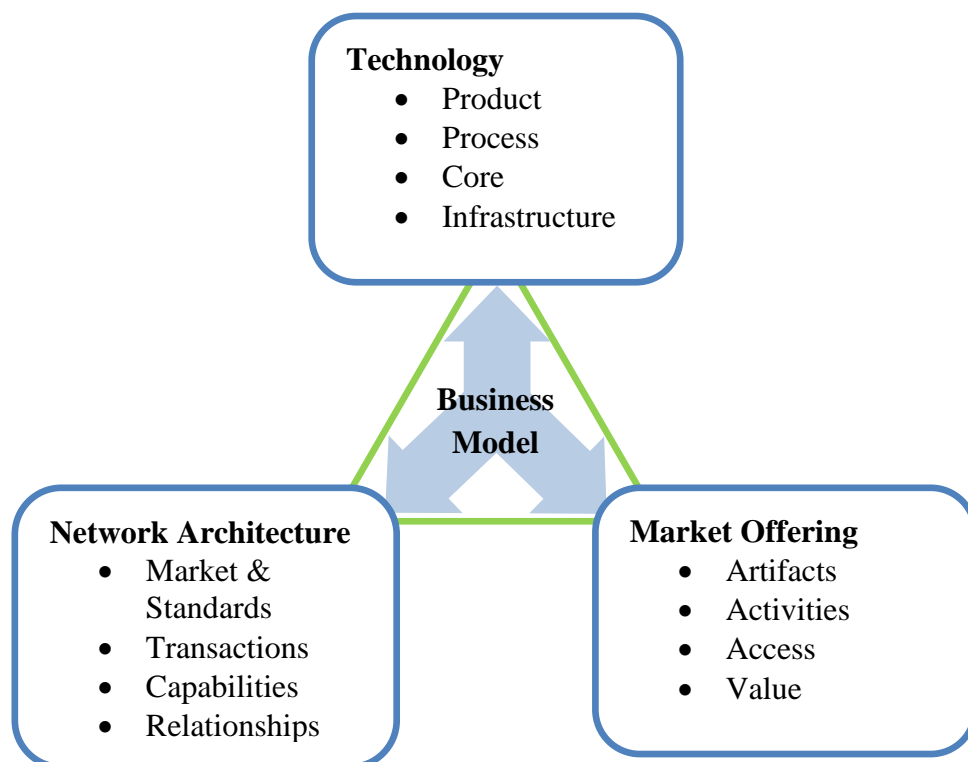 Technology
• Product
• Process
• Core
• Infrastructure
Business
Model
Network Architecture
• Market &
Standards
• Transactions
• Capabilities
• Relationships
Market Offering
• Artifacts
• Activities
• Access
• Value